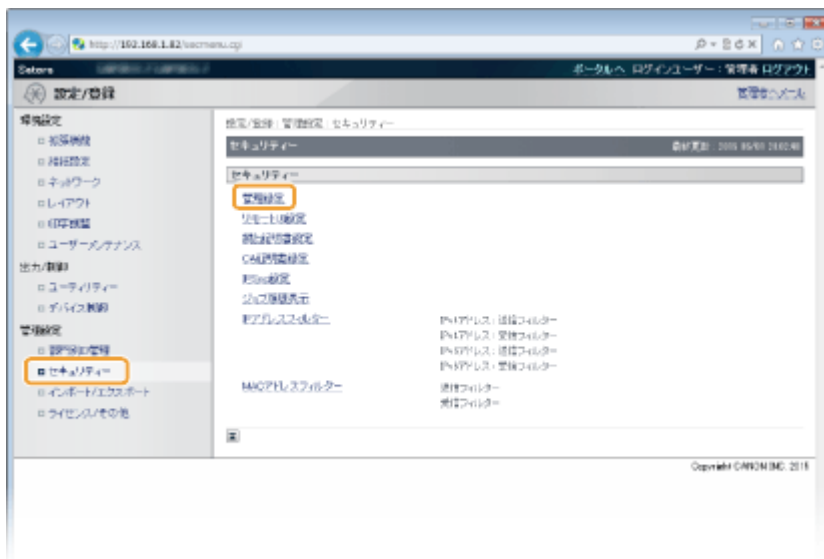 http://192.168.1.82/secmenu.cgi
Satera
ポータルへ ログインユーザー：管理者 ログアウト
設定/登録
管理者へメール
環境設定
拡張機能
給紙設定
ネットワーク
レイアウト
印字調整
ユーザーメンテナンス
出力/制御
ユーティリティー
デバイス制御
管理設定
部門別ID管理
セキュリティー
インポート/エクスポート
ライセンス/その他
設定/登録：管理設定：セキュリティー
セキュリティー
最終更新：
セキュリティー
管理設定
リモートUI設定
鍵と証明書設定
CA証明書設定
IPSec設定
ジョブ履歴表示
IPアドレスフィルター
IPv4アドレス：送信フィルター
IPv4アドレス：受信フィルター
IPv6アドレス：送信フィルター
IPv6アドレス：受信フィルター
MACアドレスフィルター
送信フィルター
受信フィルター
Copyright CANON INC. 2015